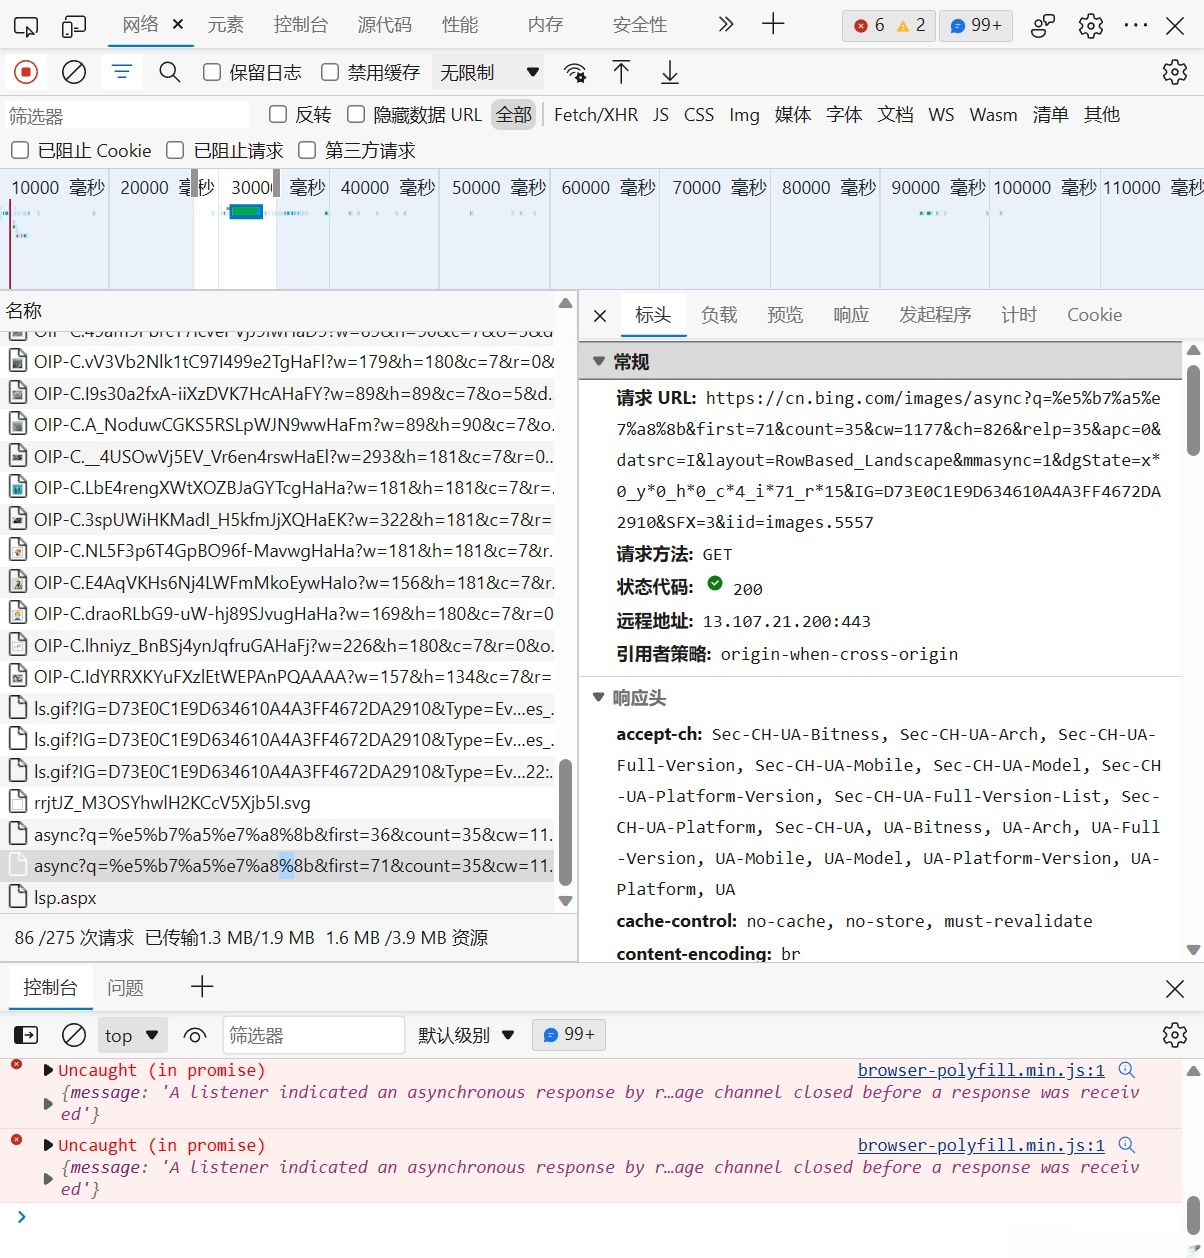 网络
元素
控制台
源代码
性能
内存
安全性
6
2
99+
保留日志
禁用缓存
无限制
筛选器
反转
隐藏数据 URL
全部
Fetch/XHR
JS
CSS
Img
媒体
字体
文档
WS
Wasm
清单
其他
已阻止 Cookie
已阻止请求
第三方请求
10000 毫秒
20000 毫秒
30000 毫秒
40000 毫秒
50000 毫秒
60000 毫秒
70000 毫秒
80000 毫秒
90000 毫秒
100000 毫秒
110000 毫秒
名称
OIP-C.vV3Vb2Nlk1tC97I499e2TgHaFl?w=179&h=180&c=7&r=0&
OIP-C.I9s30a2fxA-iiXzDVK7HcAHaFY?w=89&h=89&c=7&o=5&d.
OIP-C.A_NoduwCGKS5RSLpWJN9wwHaFm?w=89&h=90&c=7&o.
OIP-C.__4USOwVj5EV_Vr6en4rswHaEl?w=293&h=181&c=7&r=0..
OIP-C.LbE4rengXWtXOZBJaGYTcgHaHa?w=181&h=181&c=7&r=.
OIP-C.3spUWiHKMadI_H5kfmJjXQHaEK?w=322&h=181&c=7&r=
OIP-C.NL5F3p6T4GpBO96f-MavwgHaHa?w=181&h=181&c=7&r.
OIP-C.E4AqVKHs6Nj4LWFmMkoEywHaIo?w=156&h=181&c=7&r.
OIP-C.draoRLbG9-uW-hj89SJvugHaHa?w=169&h=180&c=7&r=0
OIP-C.lhniyz_BnBSj4ynJqfruGAHaFj?w=226&h=180&c=7&r=0&o.
OIP-C.IdYRRXKYuFXzlEtWEPAnPQAAAA?w=157&h=134&c=7&r=
ls.gif?IG=D73E0C1E9D634610A4A3FF4672DA2910&Type=Ev...es_.
ls.gif?IG=D73E0C1E9D634610A4A3FF4672DA2910&Type=Ev...es_.
ls.gif?IG=D73E0C1E9D634610A4A3FF4672DA2910&Type=Ev...22:.
rrjtJZ_M3OSYhwlH2KCcV5Xjb5I.svg
async?q=%e5%b7%a5%e7%a8%8b&first=36&count=35&cw=11.
async?q=%e5%b7%a5%e7%a8%8b&first=71&count=35&cw=11.
lsp.aspx
86 /275 次请求 已传输1.3 MB/1.9 MB 1.6 MB /3.9 MB 资源
标头
负载
预览
响应
发起程序
计时
Cookie
常规
请求 URL: https://cn.bing.com/images/async?q=%e5%b7%a5%e
7%a8%8b&first=71&count=35&cw=1177&ch=826&relp=35&apc=0&
datsrc=I&layout=RowBased_Landscape&mmasync=1&dgState=x*
0_y*0_h*0_c*4_i*71_r*15&IG=D73E0C1E9D634610A4A3FF4672DA
2910&SFX=3&iid=images.5557
请求方法: GET
状态代码: 200
远程地址: 13.107.21.200:443
引用者策略: origin-when-cross-origin
响应头
accept-ch: Sec-CH-UA-Bitness, Sec-CH-UA-Arch, Sec-CH-UA-
Full-Version, Sec-CH-UA-Mobile, Sec-CH-UA-Model, Sec-CH
-UA-Platform-Version, Sec-CH-UA-Full-Version-List, Sec-
CH-UA-Platform, Sec-CH-UA, UA-Bitness, UA-Arch, UA-Full
-Version, UA-Mobile, UA-Model, UA-Platform-Version, UA-
Platform, UA
cache-control: no-cache, no-store, must-revalidate
content-encoding: br
控制台
问题
top
筛选器
默认级别
99+
Uncaught (in promise)
browser-polyfill.min.js:1
{message: 'A listener indicated an asynchronous response by r…age channel closed before a response was receiv
ed'}
Uncaught (in promise)
browser-polyfill.min.js:1
{message: 'A listener indicated an asynchronous response by r…age channel closed before a response was receiv
ed'}